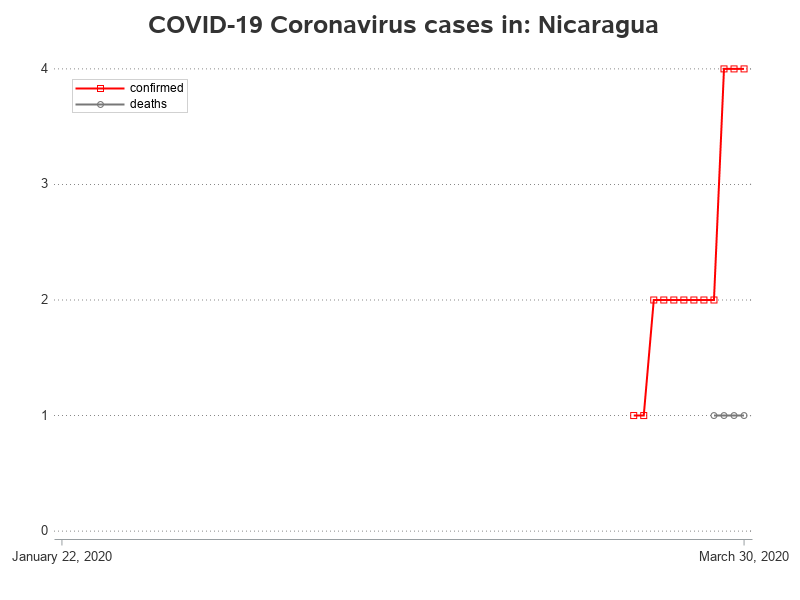 COVID-19 Coronavirus cases in: Nicaragua
4
confirmed
deaths
3
2
1
0
January 22, 2020 March 30, 2020